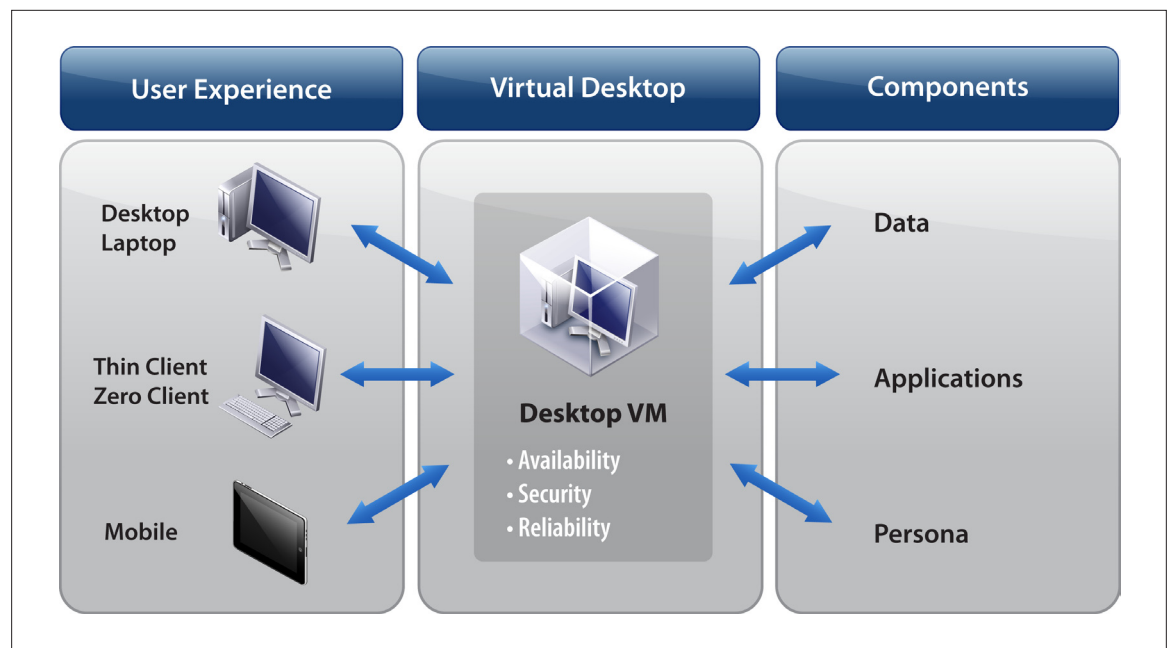 User Experience
Virtual Desktop
Components
Desktop
Laptop
Thin Client
Zero Client
Mobile
Desktop VM
• Availability
• Security
• Reliability
Data
Applications
Persona